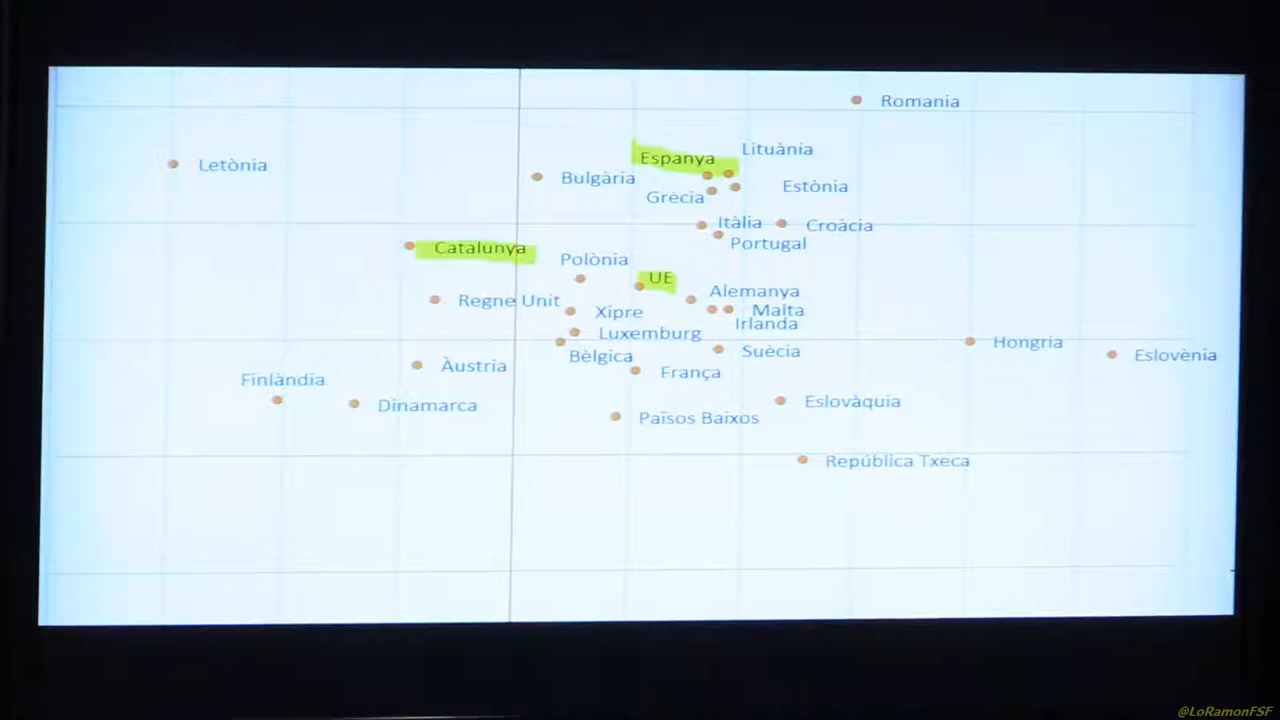 Romania
Lituània
Espanya
Letònia
Bulgària
Estònia
Grècia
Itàlia
Croàcia
Portugal
Catalunya
Polònia
UE
Alemanya
Regne Unit
Xipre
Malta
Irlanda
Luxemburg
Hongria
Suècia
Eslovènia
Bèlgica
Àustria
França
Finlàndia
Dinamarca
Eslovàquia
Països Baixos
República Txeca
@LoRamonFSF